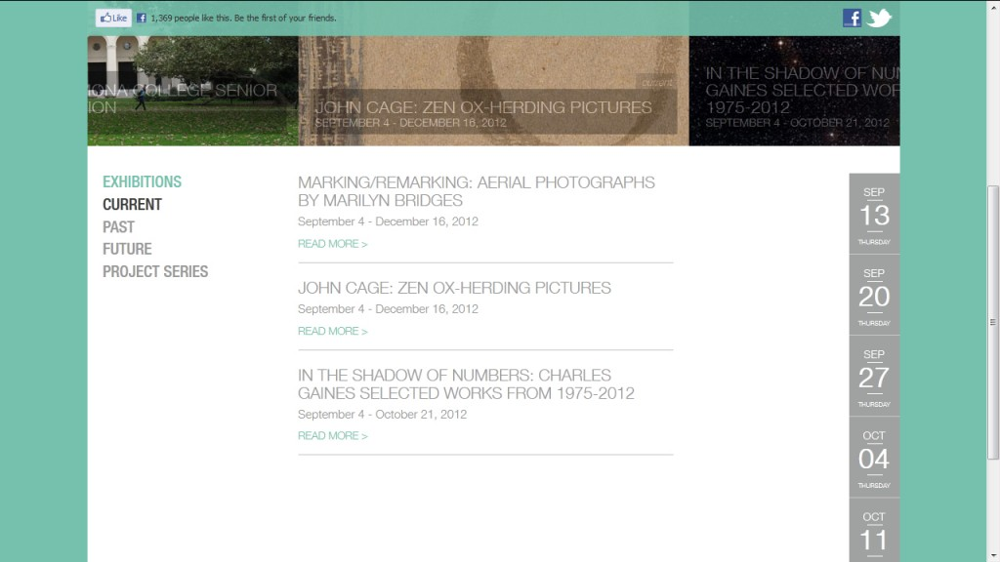 Like
1,369 people like this. Be the first of your friends.
ONA COLLEGE SENIOR
ION
JOHN CAGE: ZEN OX-HERDING PICTURES
SEPTEMBER 4 - DECEMBER 16, 2012
IN THE SHADOW OF NUM
GAINES SELECTED WOR
1975-2012
SEPTEMBER 4 - OCTOBER 21, 2012
EXHIBITIONS
CURRENT
PAST
FUTURE
PROJECT SERIES
MARKING/REMARKING: AERIAL PHOTOGRAPHS
BY MARILYN BRIDGES
September 4 - December 16, 2012
READ MORE >
JOHN CAGE: ZEN OX-HERDING PICTURES
September 4 - December 16, 2012
READ MORE >
IN THE SHADOW OF NUMBERS: CHARLES
GAINES SELECTED WORKS FROM 1975-2012
September 4 - October 21, 2012
READ MORE >
SEP
13
THURSDAY
SEP
20
THURSDAY
SEP
27
THURSDAY
OCT
04
THURSDAY
OCT
11